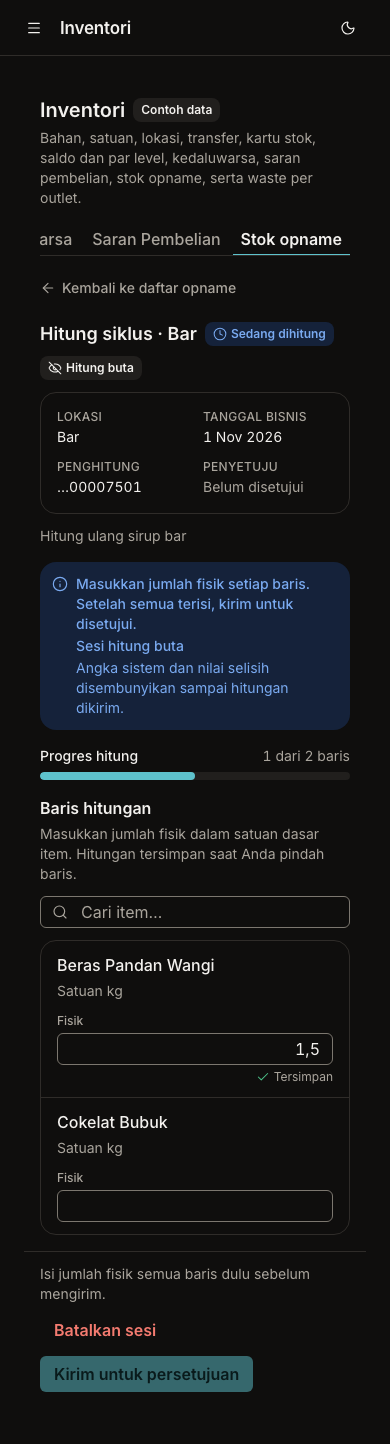 Inventori
Inventori Contoh data
Bahan, satuan, lokasi, transfer, kartu stok,
saldo dan par level, kedaluwarsa, saran
pembelian, stok opname, serta waste per
outlet.
arsa Saran Pembelian Stok opname
Kembali ke daftar opname
Hitung siklus · Bar Sedang dihitung
Hitung buta
LOKASI TANGGAL BISNIS
Bar 1 Nov 2026
PENGHITUNG PENYETUJU
…00007501 Belum disetujui
Hitung ulang sirup bar
Masukkan jumlah fisik setiap baris.
Setelah semua terisi, kirim untuk
disetujui.
Sesi hitung buta
Angka sistem dan nilai selisih
disembunyikan sampai hitungan
dikirim.
Progres hitung 1 dari 2 baris
Baris hitungan
Masukkan jumlah fisik dalam satuan dasar
item. Hitungan tersimpan saat Anda pindah
baris.
Cari item…
Beras Pandan Wangi
Satuan kg
Fisik
1,5
Tersimpan
Cokelat Bubuk
Satuan kg
Fisik
Isi jumlah fisik semua baris dulu sebelum
mengirim.
Batalkan sesi
Kirim untuk persetujuan